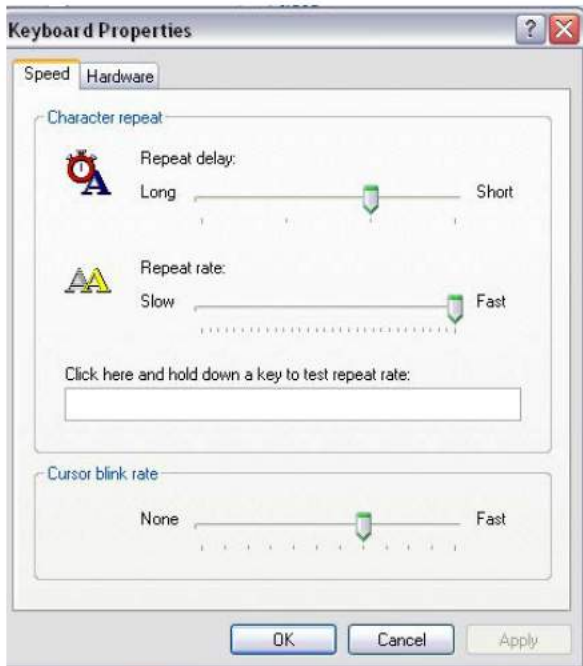 Keyboard Properties
Speed Hardware
Character repeat
Repeat delay:
Long Short
Repeat rate:
Slow Fast
Click here and hold down a key to test repeat rate:
Cursor blink rate
None Fast
OK Cancel Apply